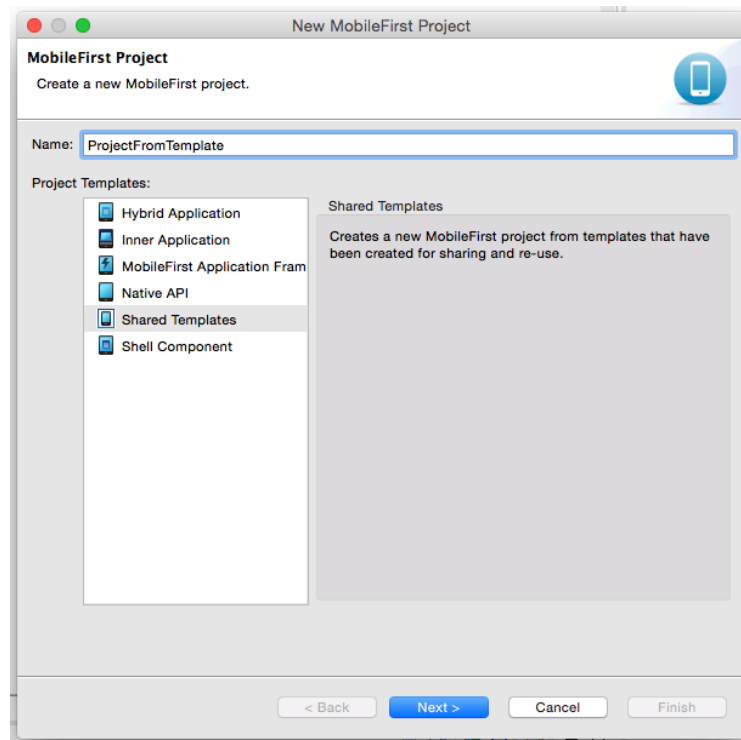 New MobileFirst Project
MobileFirst Project
Create a new MobileFirst project.
Name: ProjectFromTemplate
Project Templates:
Hybrid Application
Inner Application
MobileFirst Application Fram
Native API
Shared Templates
Shell Component
Shared Templates
Creates a new MobileFirst project from templates that have
been created for sharing and re-use.
< Back
Next >
Cancel
Finish